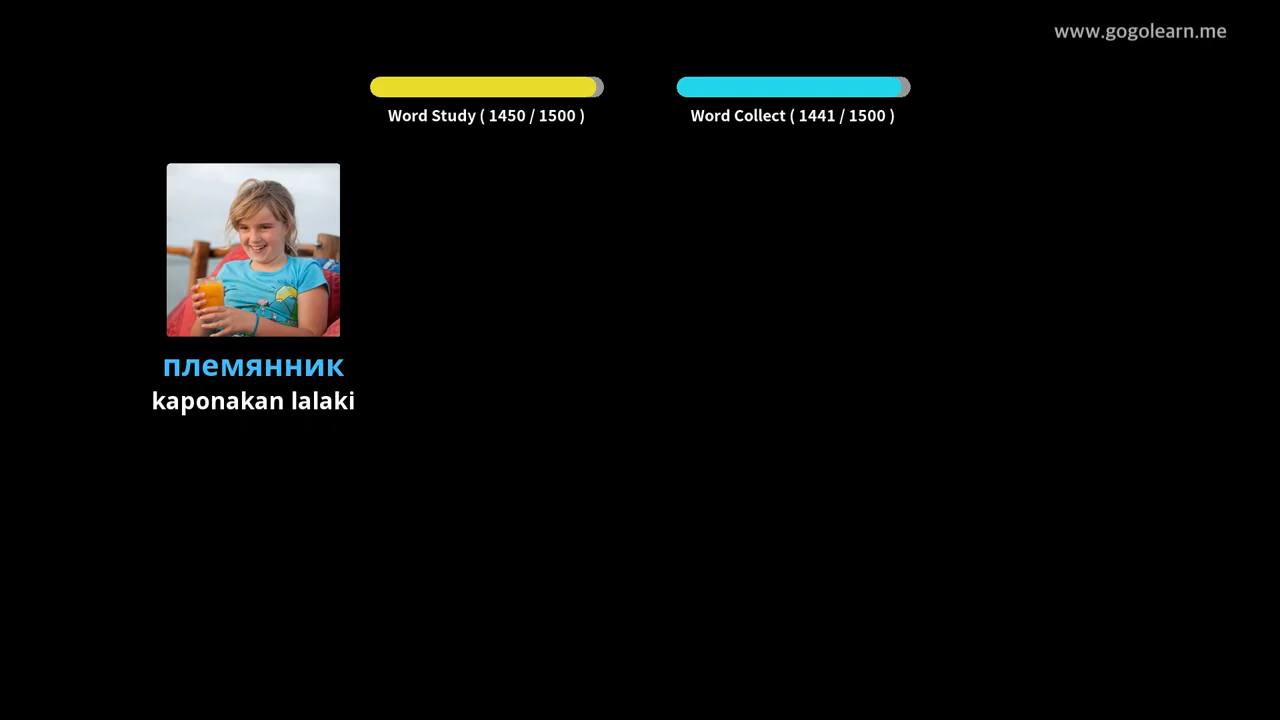 www.gogolearn.me
Word Study ( 1450 / 1500 )
Word Collect ( 1441 / 1500 )
племянник
kaponakan lalaki